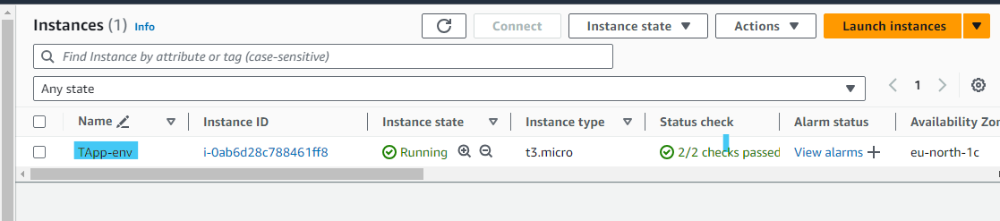 Instances (1) Info
Connect Instance state Actions Launch instances
Find Instance by attribute or tag (case-sensitive)
Any state
1
Name Instance ID Instance state Instance type Status check Alarm status Availability Zon
TApp-env i-0ab6d28c788461ff8 Running t3.micro 2/2 checks passed View alarms eu-north-1c